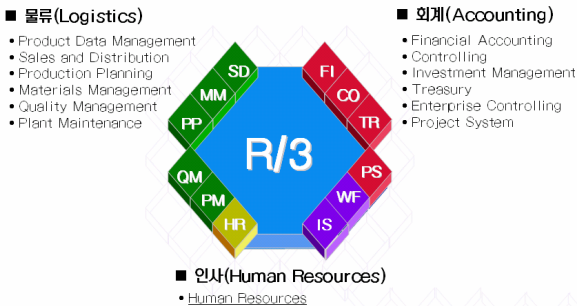 ■ 물류(Logistics)
• Product Data Management
• Sales and Distribution
• Production Planning
• Materials Management
• Quality Management
• Plant Maintenance
■ 회계(Accounting)
• Financial Accounting
• Controlling
• Investment Management
• Treasury
• Enterprise Controlling
• Project System
SD
MM
PP
QM
PM
HR
R/3
FI
CO
TR
PS
WF
IS
■ 인사(Human Resources)
• Human Resources